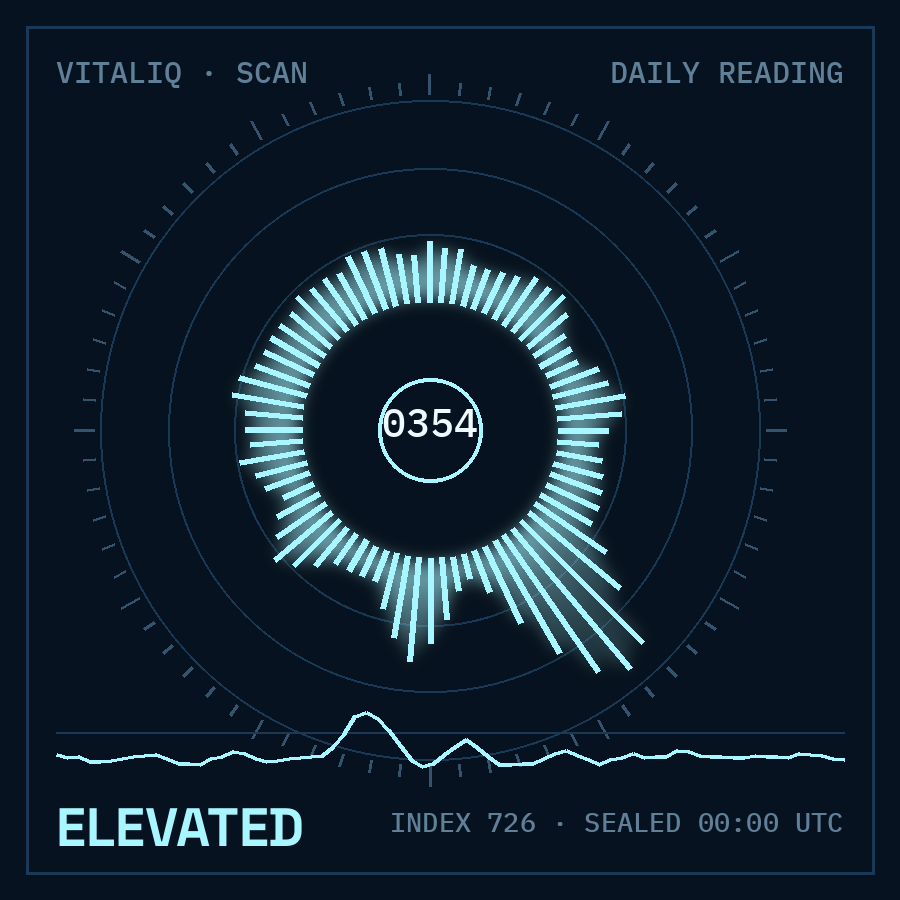 VITALIQ · SCAN
DAILY READING
0354
ELEVATED
INDEX 726 · SEALED 00:00 UTC